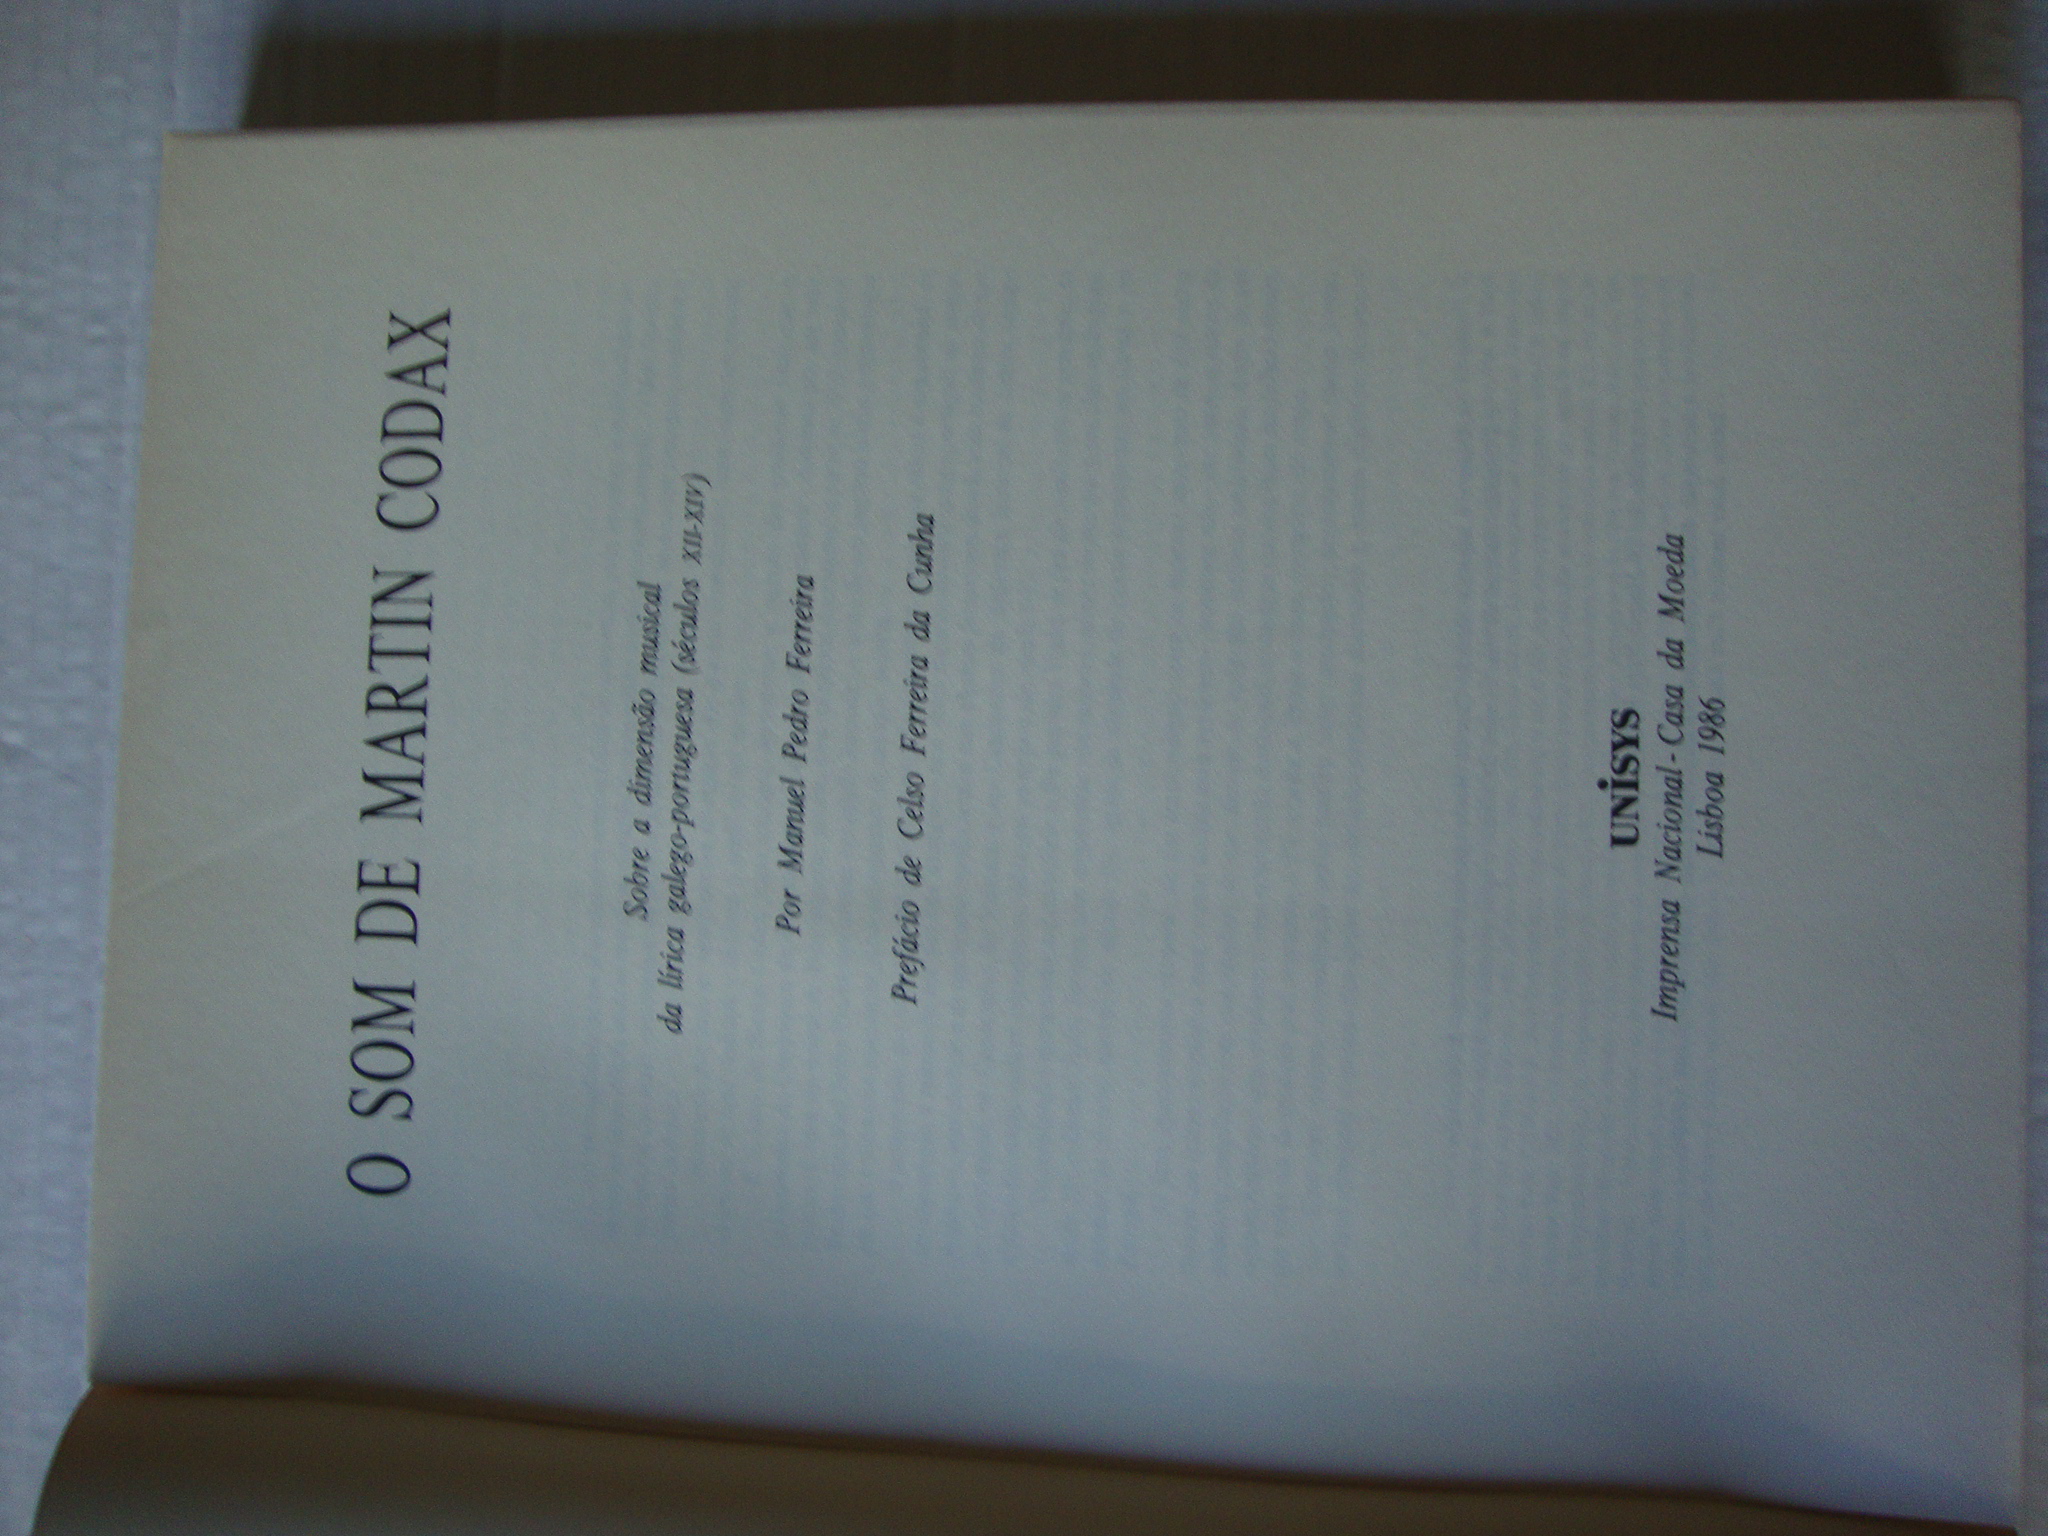 O SOM DE MARTIN CODAX
Sobre a dimensão musical
da lírica galego-portuguesa (séculos XII-XIV)
Por Manuel Pedro Ferreira
Prefácio de Celso Ferreira da Cunha
UNISYS
Imprensa Nacional-Casa da Moeda
Lisboa 1986